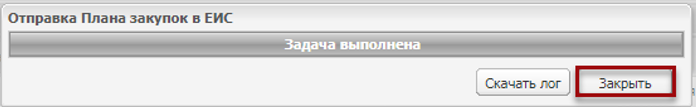 Отправка Плана закупок в ЕИС
Задача выполнена
Скачать лог Закрыть